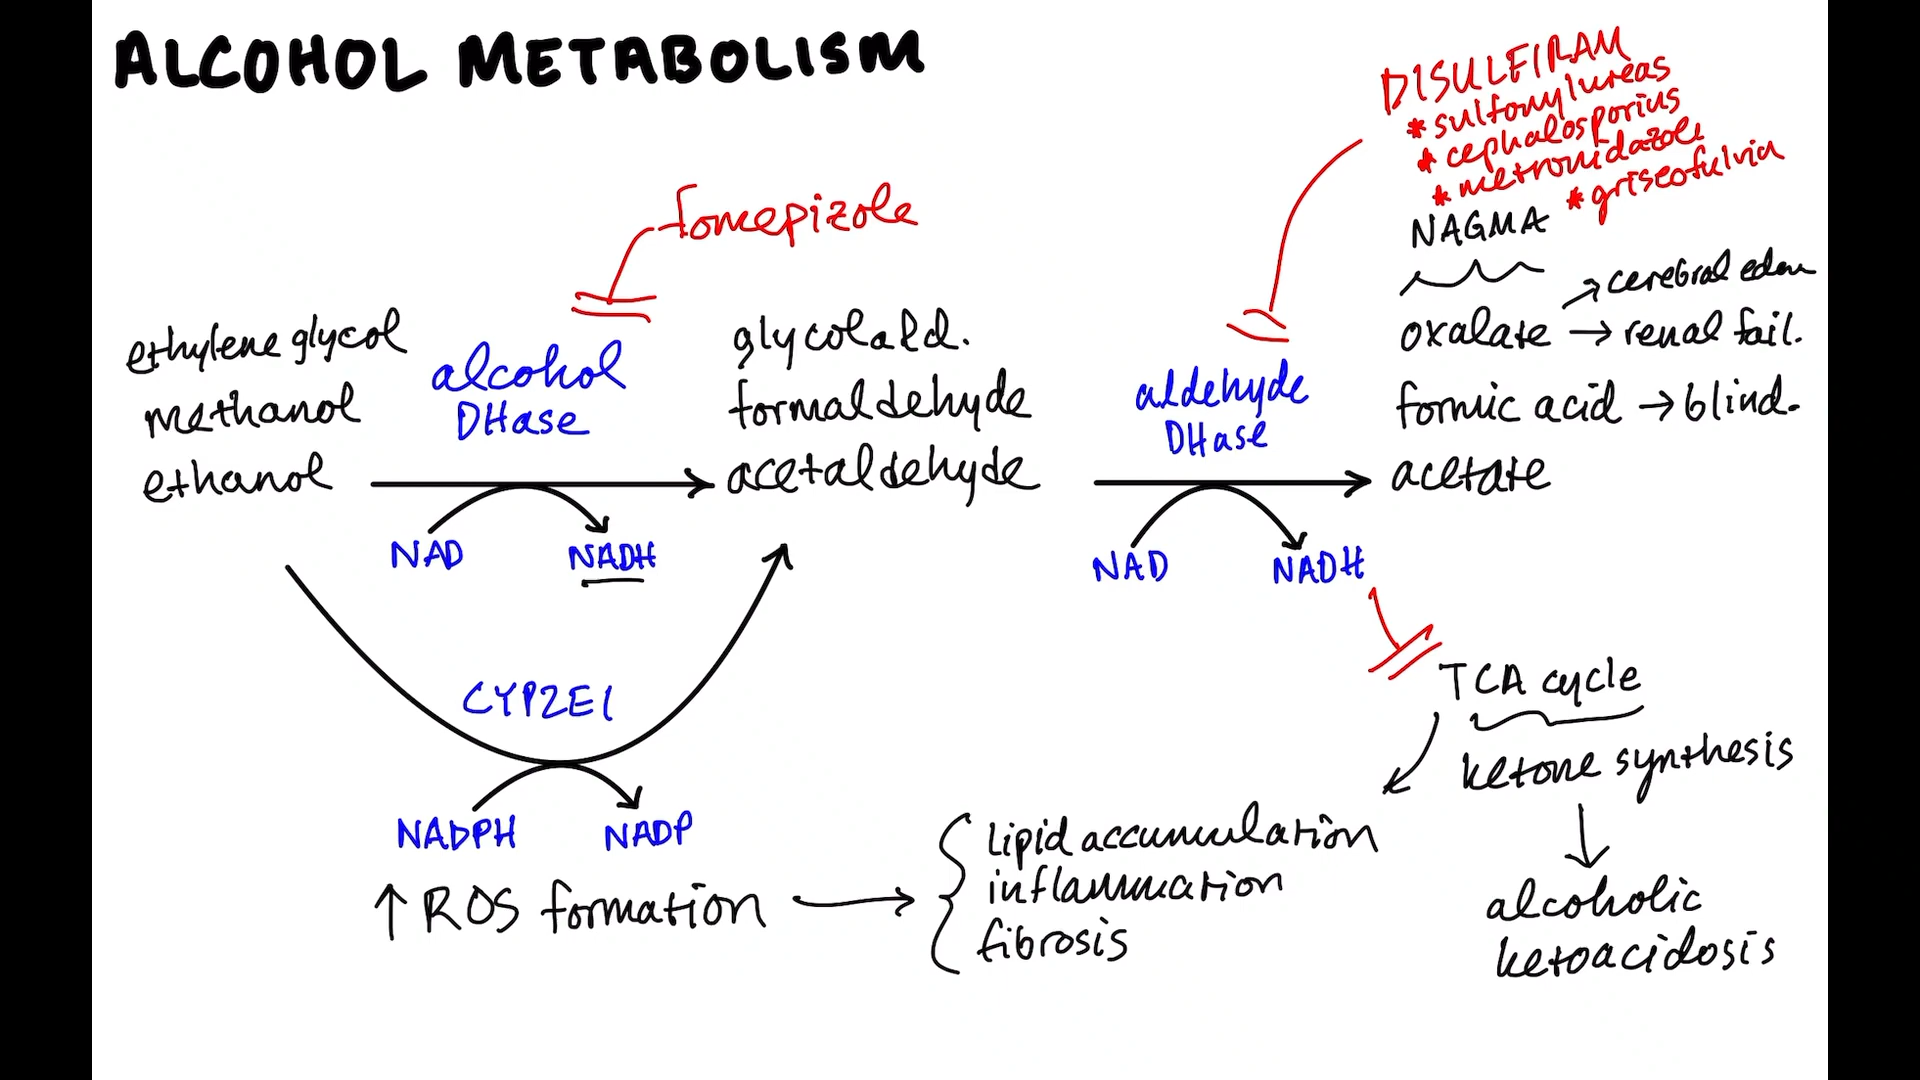 ALCOHOL METABOLISM
DISULFIRAM
* sulfonylureas
* cephalosporius
* metronidazole
* griseofulvin
fomepizole
NAGMA
cerebral edem
ethylene glycol
methanol
ethanol
alcohol
DHase
glycolald.
formaldehyde
acetaldehyde
aldehyde
DHase
oxalate → renal fail.
formic acid → blind.
acetate
NAD NADH
NAD NADH
CYP2E1
NADPH NADP
TCA cycle
ketone synthesis
↑ ROS formation →
Lipid accumulation
inflammation
fibrosis
alcoholic
ketoacidosis